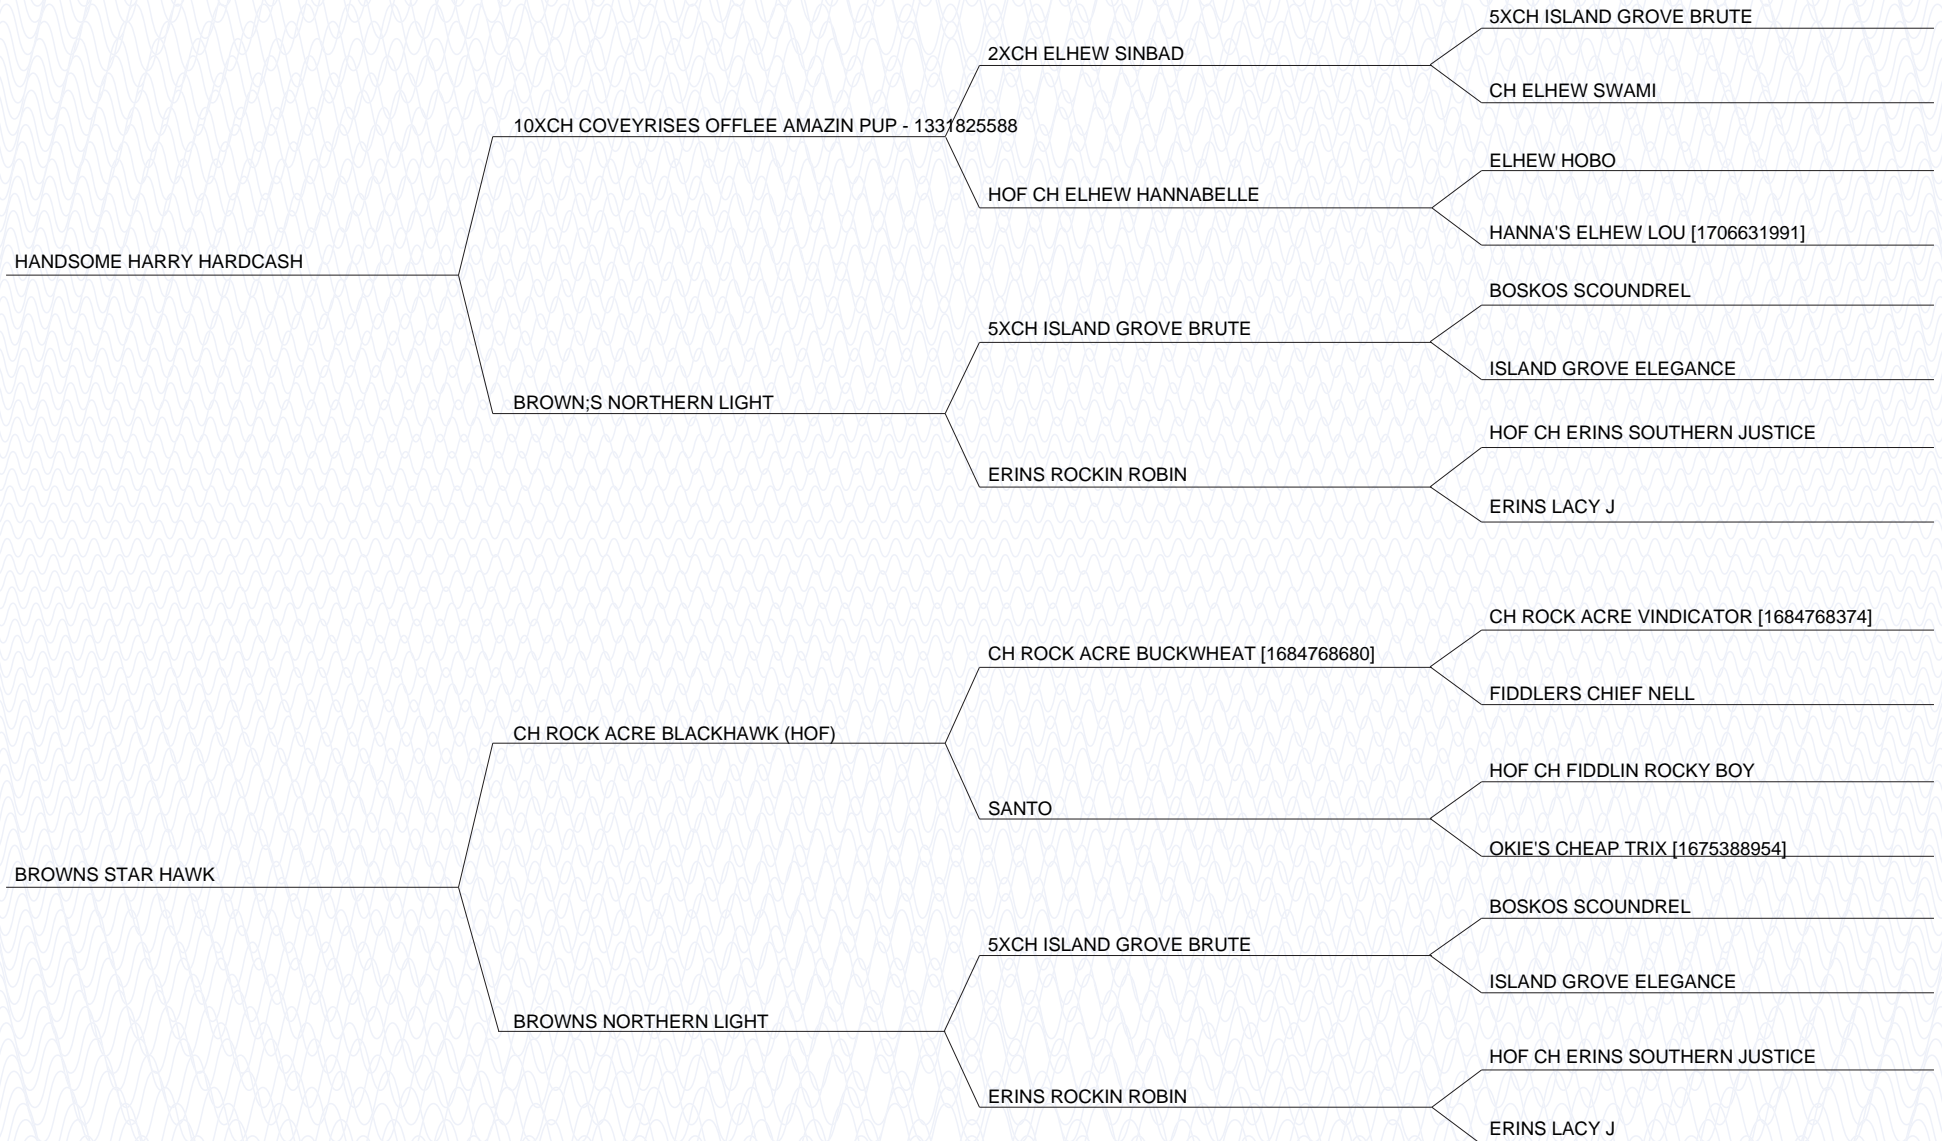 5XCH ISLAND GROVE BRUTE
2XCH ELHEW SINBAD
CH ELHEW SWAMI
10XCH COVEYRISES OFFLEE AMAZIN PUP - 1331825588
ELHEW HOBO
HOF CH ELHEW HANNABELLE
HANNA'S ELHEW LOU [1706631991]
HANDSOME HARRY HARDCASH
BOSKOS SCOUNDREL
5XCH ISLAND GROVE BRUTE
ISLAND GROVE ELEGANCE
BROWN;S NORTHERN LIGHT
HOF CH ERINS SOUTHERN JUSTICE
ERINS ROCKIN ROBIN
ERINS LACY J
CH ROCK ACRE VINDICATOR [1684768374]
CH ROCK ACRE BUCKWHEAT [1684768680]
FIDDLERS CHIEF NELL
CH ROCK ACRE BLACKHAWK (HOF)
HOF CH FIDDLIN ROCKY BOY
SANTO
OKIE'S CHEAP TRIX [1675388954]
BROWNS STAR HAWK
BOSKOS SCOUNDREL
5XCH ISLAND GROVE BRUTE
ISLAND GROVE ELEGANCE
BROWNS NORTHERN LIGHT
HOF CH ERINS SOUTHERN JUSTICE
ERINS ROCKIN ROBIN
ERINS LACY J